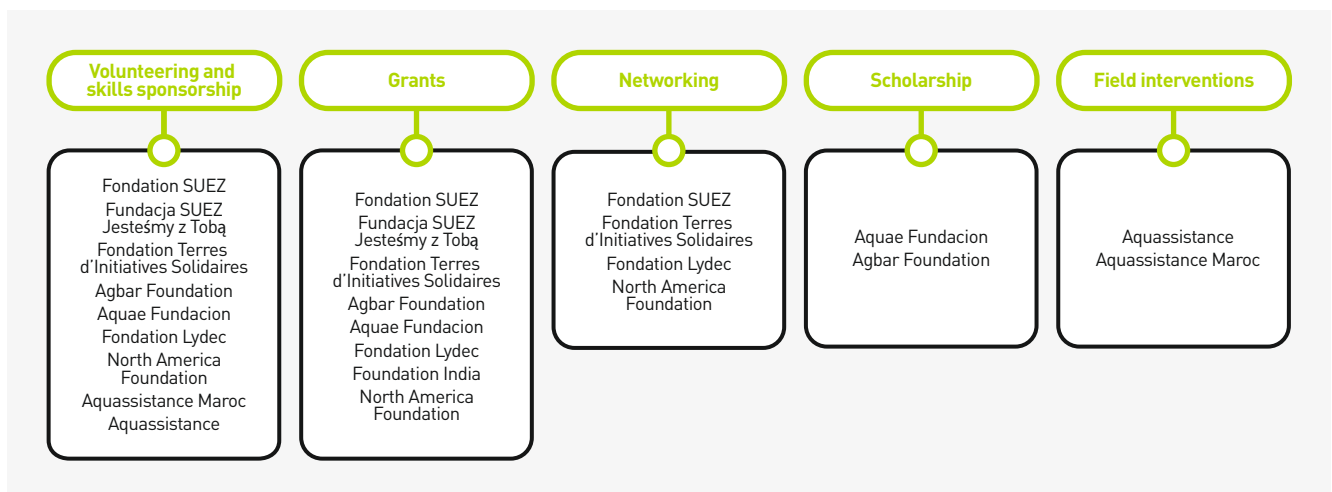 Volunteering and
skills sponsorship
Fondation SUEZ
Fundacja SUEZ
Jesteśmy z Tobą
Fondation Terres
d'Initiatives Solidaires
Agbar Foundation
Aquae Fundacion
Fondation Lydec
North America
Foundation
Aquassistance Maroc
Aquassistance
Grants
Fondation SUEZ
Fundacja SUEZ
Jesteśmy z Tobą
Fondation Terres
d'Initiatives Solidaires
Agbar Foundation
Aquae Fundacion
Fondation Lydec
Foundation India
North America
Foundation
Networking
Fondation SUEZ
Fondation Terres
d'Initiatives Solidaires
Fondation Lydec
North America
Foundation
Scholarship
Aquae Fundacion
Agbar Foundation
Field interventions
Aquassistance
Aquassistance Maroc